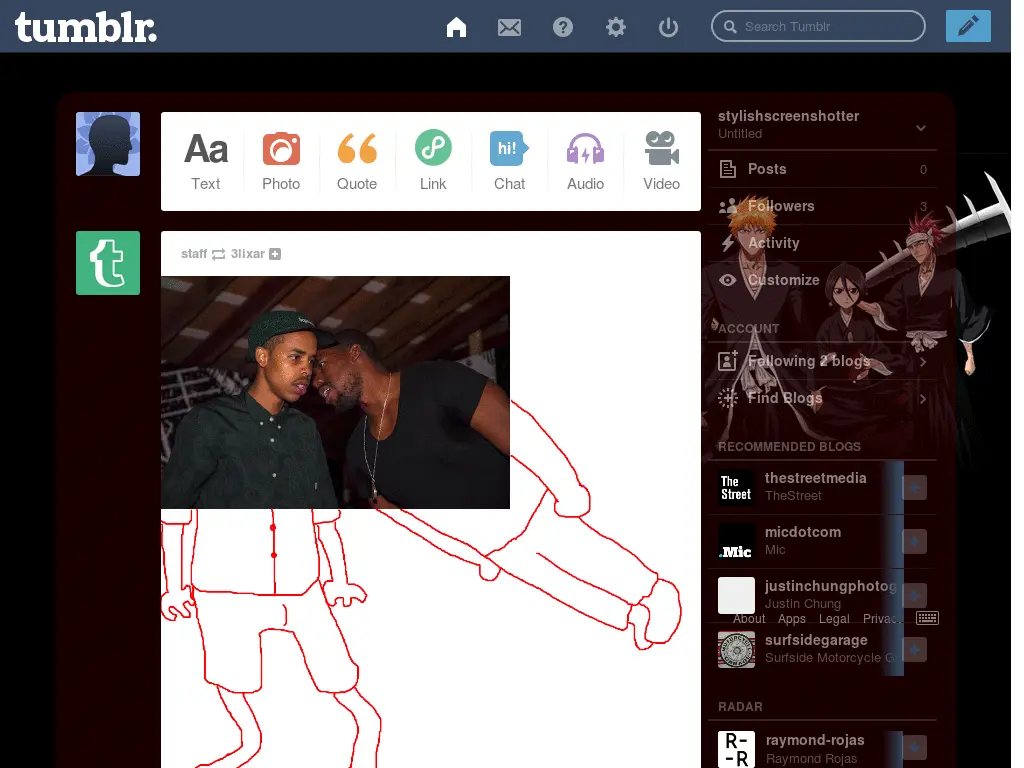 tumblr.
Search Tumblr
Aa
hi!
Text
Photo
Quote
Link
Chat
Audio
Video
t
staff 3lixar
stylishscreenshotter
Untitled
Posts 0
Followers 3
Activity
Customize
ACCOUNT
Following 2 blogs
Find Blogs
RECOMMENDED BLOGS
The
Street
thestreetmedia
TheStreet
.Mic
micdotcom
Mic
justinchungphotog
Justin Chung
About Apps Legal Privac
surfsidegarage
Surfside Motorcycle G
RADAR
R-
-R
raymond-rojas
Raymond Rojas